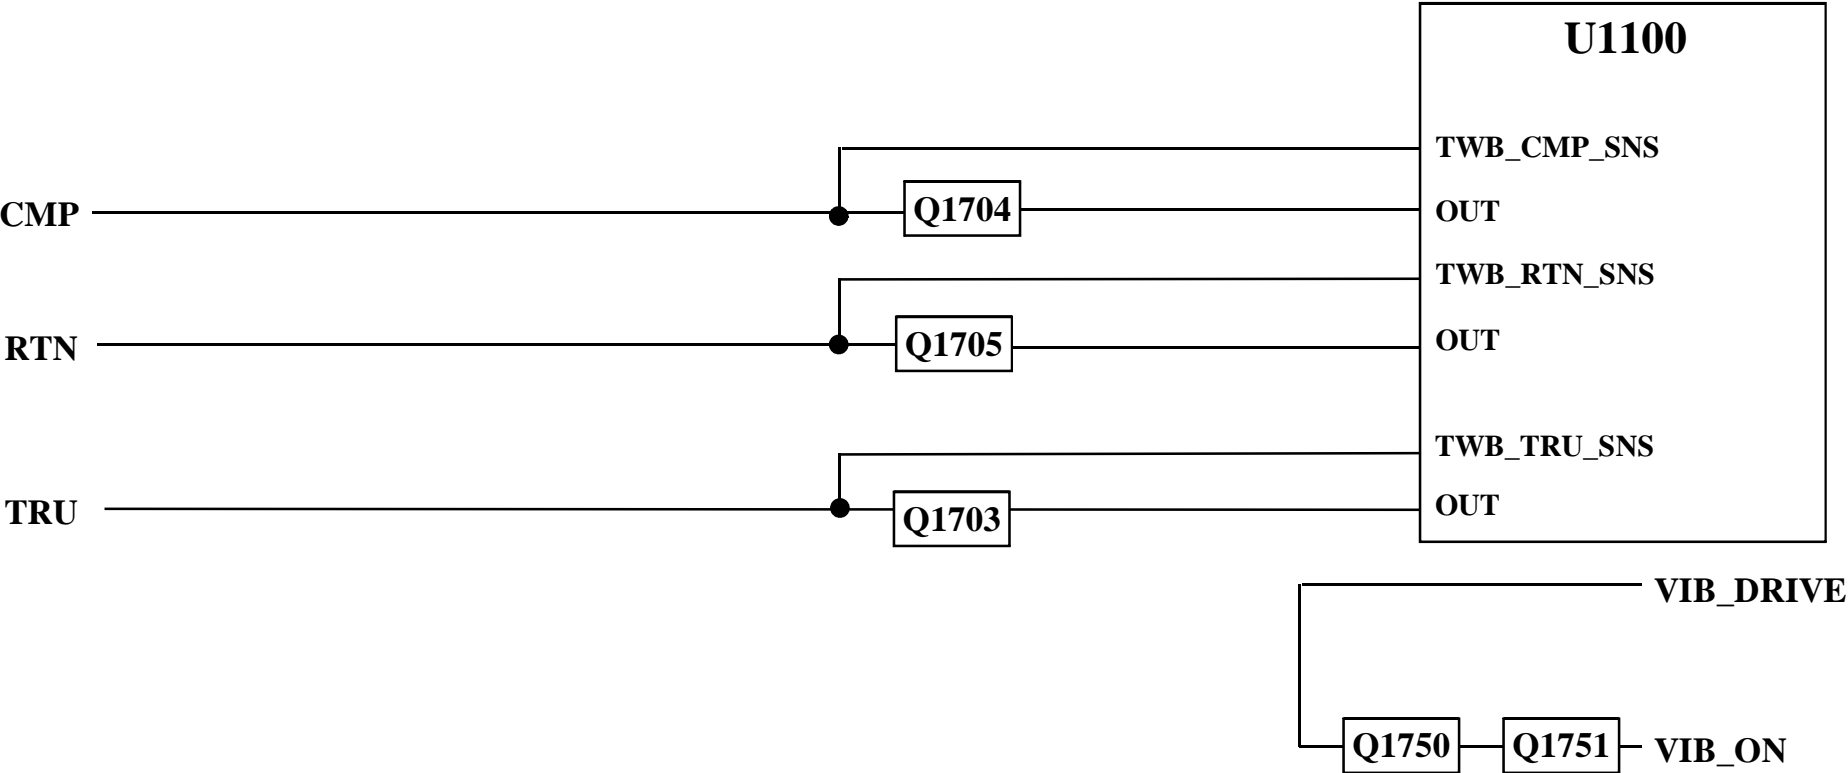 U1100
TWB_CMP_SNS
CMP
Q1704
OUT
TWB_RTN_SNS
RTN
Q1705
OUT
TWB_TRU_SNS
TRU
Q1703
OUT
VIB_DRIVE
Q1750
Q1751
VIB_ON